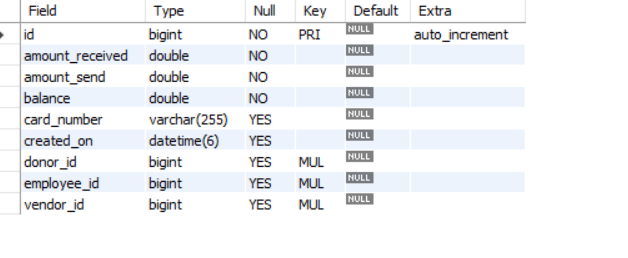 Field Type Null Key Default Extra
id bigint NO PRI NULL auto_increment
amount_received double NO NULL
amount_send double NO NULL
balance double NO NULL
card_number varchar(255) YES NULL
created_on datetime(6) YES NULL
donor_id bigint YES MUL NULL
employee_id bigint YES MUL NULL
vendor_id bigint YES MUL NULL